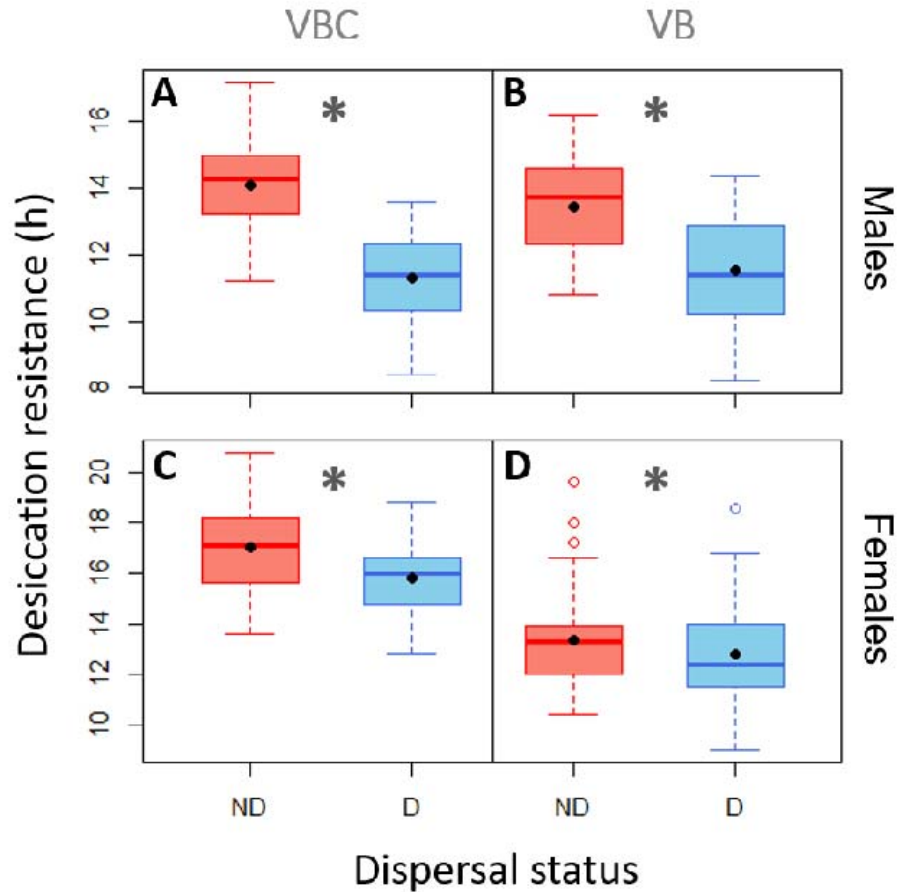 VBC VB
A * B *
16
14
12
10
8
Males
C * D *
20
18
16
14
12
10
Females
Desiccation resistance (h)
ND D ND D
Dispersal status